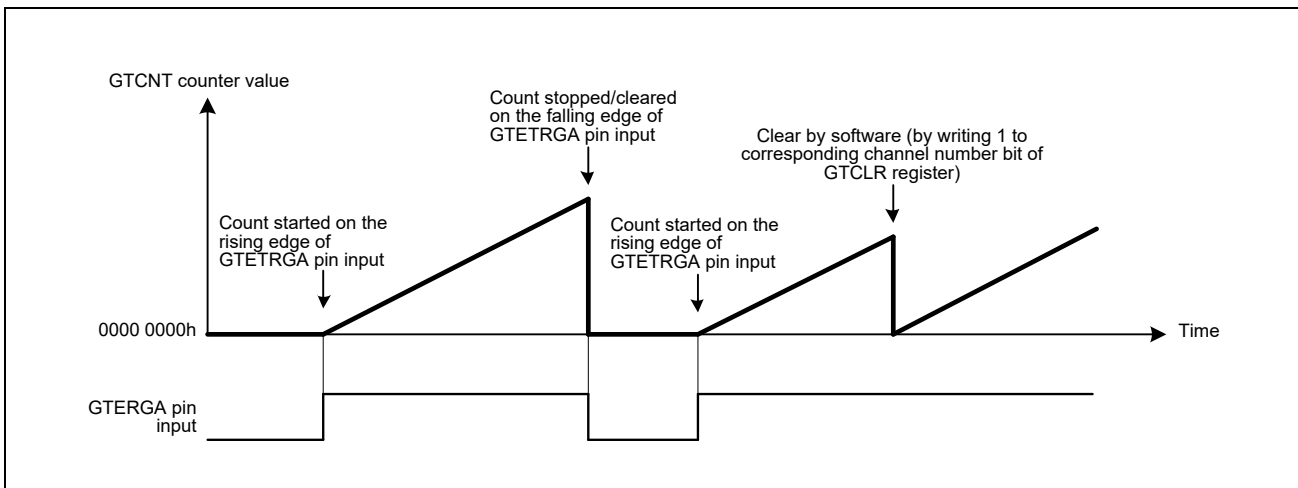 GTCNT counter value
Count stopped/cleared
on the falling edge of
GTETRGA pin input
Clear by software (by writing 1 to
corresponding channel number bit of
GTCLR register)
Count started on the
rising edge of
GTETRGA pin input
Count started on the
rising edge of
GTETRGA pin input
0000 0000h
Time
GTERGA pin
input